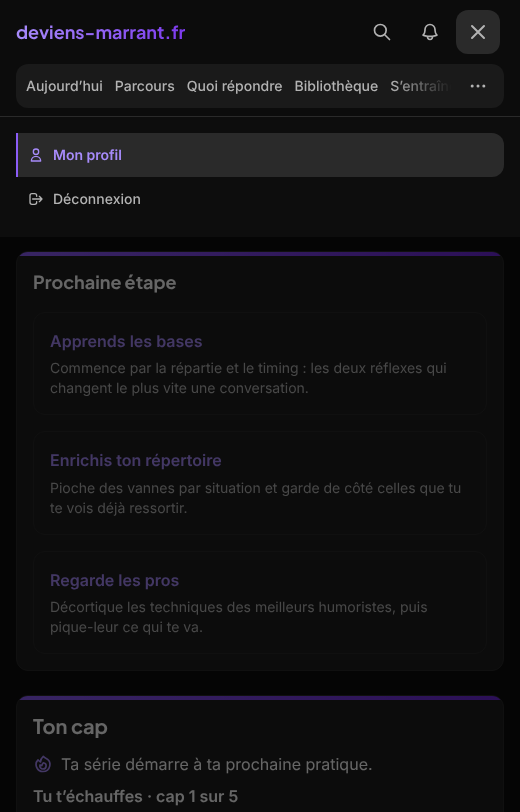 deviens-marrant.fr
Aujourd’hui Parcours Quoi répondre Bibliothèque S’entraîn
Mon profil
Déconnexion
Prochaine étape
Apprends les bases
Commence par la répartie et le timing : les deux réflexes qui
changent le plus vite une conversation.
Enrichis ton répertoire
Pioche des vannes par situation et garde de côté celles que tu
te vois déjà ressortir.
Regarde les pros
Décortique les techniques des meilleurs humoristes, puis
pique-leur ce qui te va.
Ton cap
Ta série démarre à ta prochaine pratique.
Tu t’échauffes · cap 1 sur 5